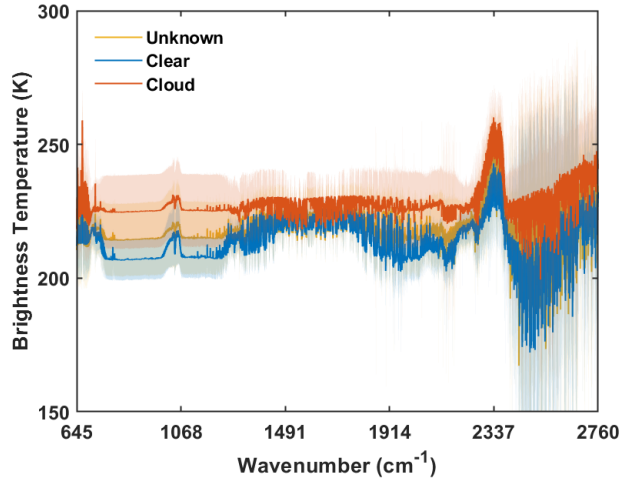 300
250
200
150
Brightness Temperature (K)
Unknown
Clear
Cloud
645
1068
1491
1914
2337
2760
Wavenumber (cm⁻¹)